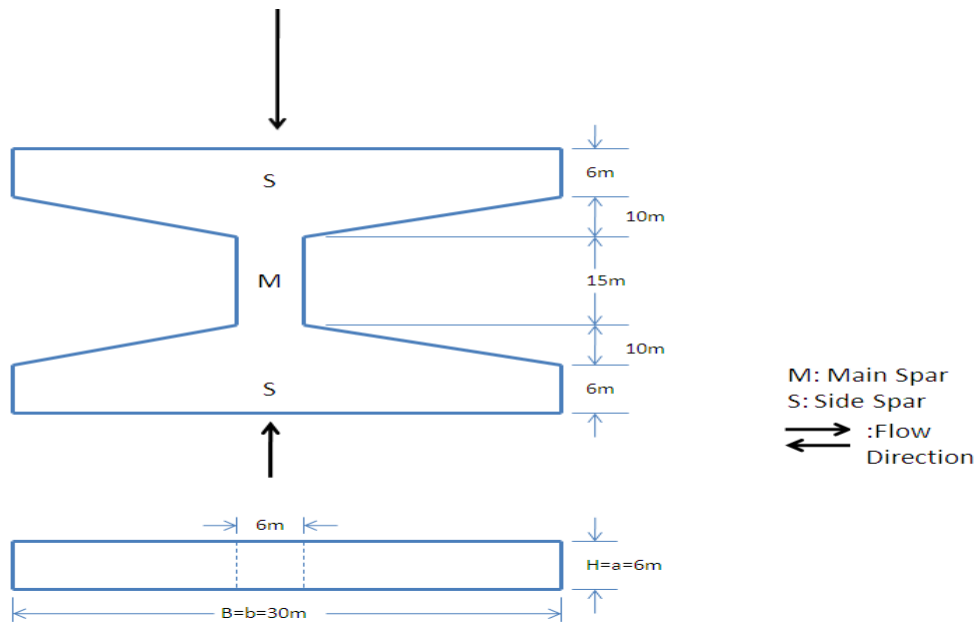 S
6m
10m
M
15m
10m
S
6m
M: Main Spar
S: Side Spar
:Flow
Direction
6m
H=a=6m
B=b=30m